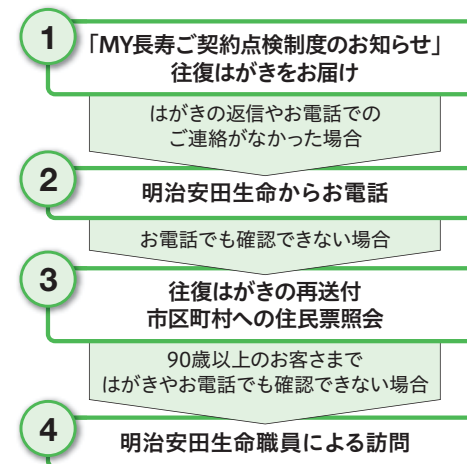 1
「MY長寿ご契約点検制度のお知らせ」
往復はがきをお届け
はがきの返信やお電話での
ご連絡がなかった場合
2
明治安田生命からお電話
お電話でも確認できない場合
3
往復はがきの再送付
市区町村への住民票照会
90歳以上のお客さまで
はがきやお電話でも確認できない場合
4
明治安田生命職員による訪問